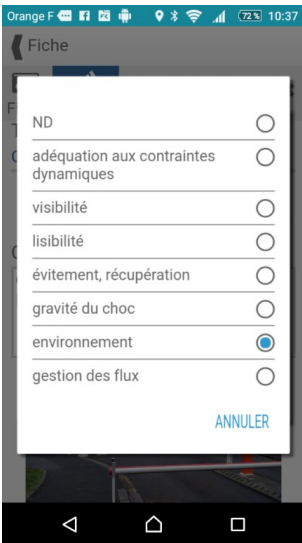 Orange F 72% 10:37
Fiche
F
ND
adéquation aux contraintes
dynamiques
visibilité
lisibilité
évitement, récupération
gravité du choc
environnement
gestion des flux
ANNULER